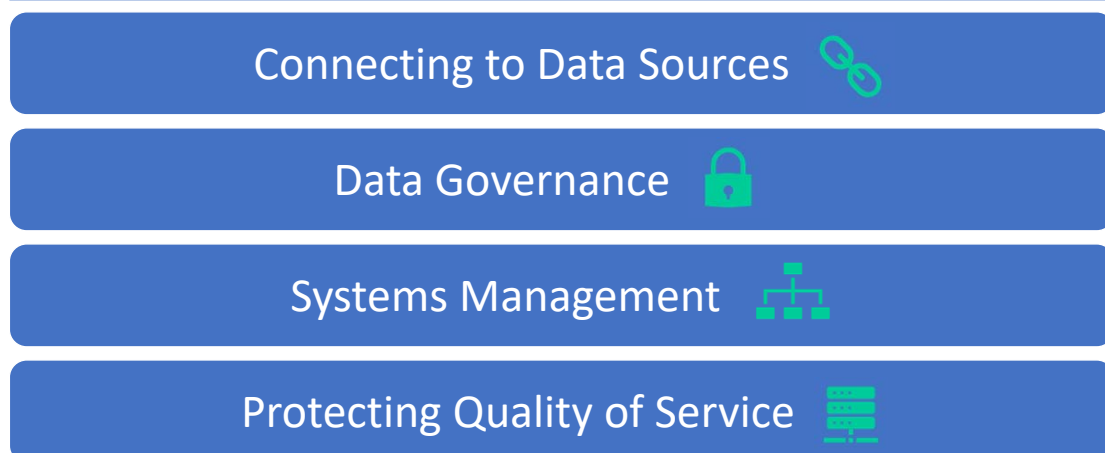 Connecting to Data Sources
Data Governance
Systems Management
Protecting Quality of Service